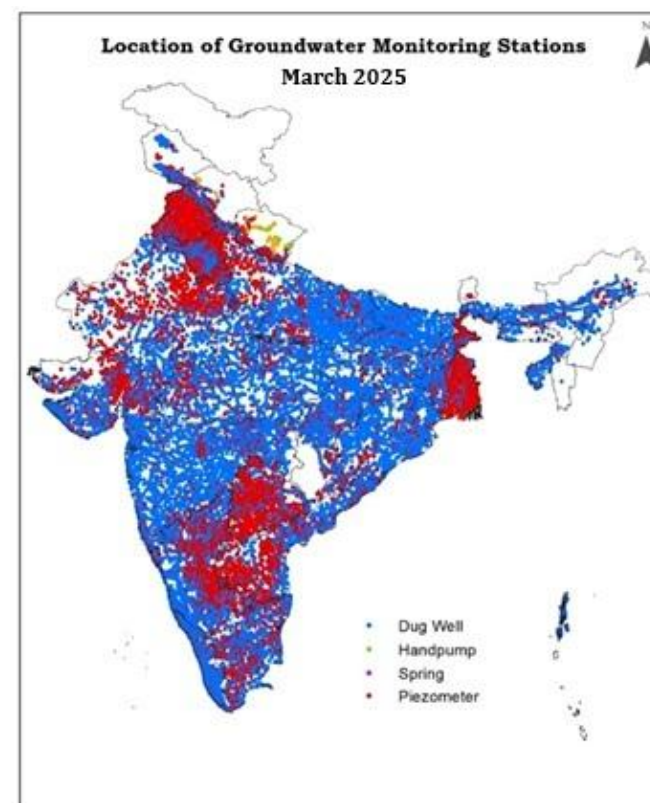 Location of Groundwater Monitoring Stations
March 2025
N
Dug Well
Handpump
Spring
Piezometer